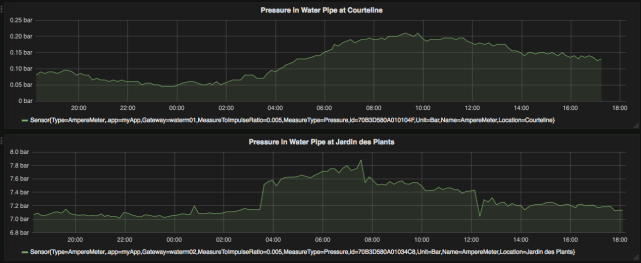 Pressure in Water Pipe at Courteline
0.25 bar
0.20 bar
0.15 bar
0.10 bar
0.05 bar
0 bar
20:00 22:00 00:00 02:00 04:00 06:00 08:00 10:00 12:00 14:00 16:00 18:00
Sensor{Type=AmpereMeter,app=myApp,Gateway=waterm01,MeasureToImpulseRatio=0.005,MeasureType=Pressure,Id=70B3D580A010104F,Unit=Bar,Name=AmpereMeter,Location=Courteline}
Pressure in Water Pipe at Jardin des Plants
8.0 bar
7.8 bar
7.6 bar
7.4 bar
7.2 bar
7.0 bar
6.8 bar
20:00 22:00 00:00 02:00 04:00 06:00 08:00 10:00 12:00 14:00 16:00 18:00
Sensor{Type=AmpereMeter,app=myApp,Gateway=waterm02,MeasureToImpulseRatio=0.005,MeasureType=Pressure,Id=70B3D580A01034C8,Unit=Bar,Name=AmpereMeter,Location=Jardin des Plants}